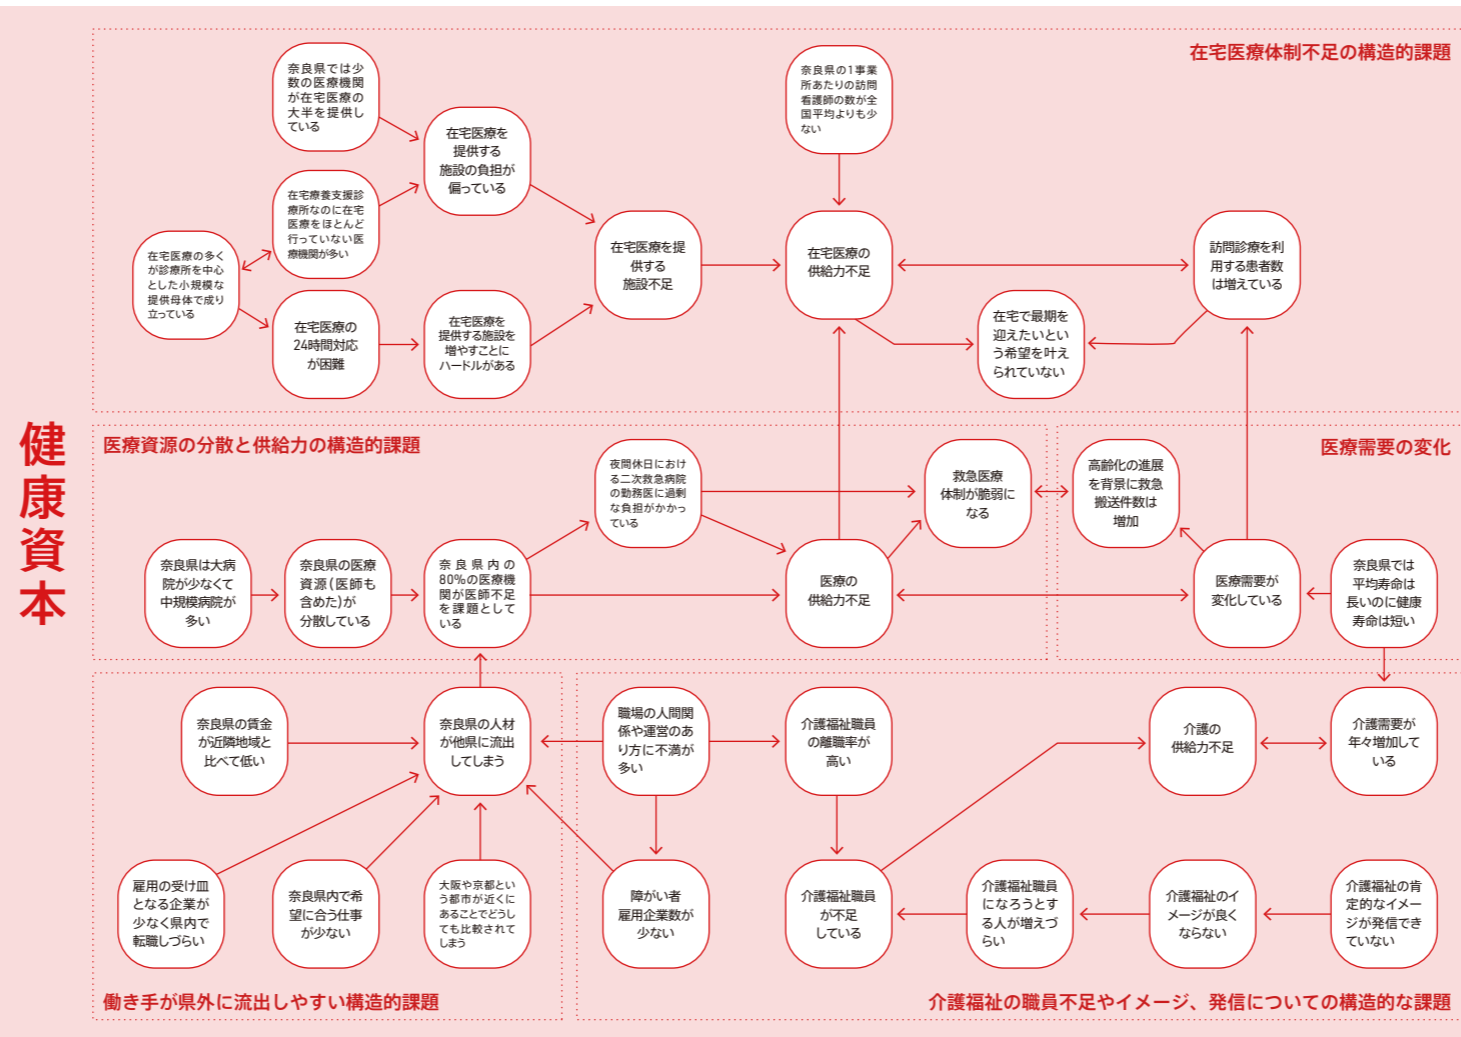 健康資本
在宅医療体制不足の構造的課題
奈良県では少
数の医療機関
が在宅医療の
大半を提供し
ている
在宅医療を
提供する
施設の負担が
偏っている
在宅療養支援診
療所なのに在宅
医療をほとんど
行っていない医
療機関が多い
在宅医療の多く
が診療所を中心
とした小規模な
提供母体で成り
立っている
在宅医療の
24時間対応
が困難
在宅医療を
提供する施設を
増やすことに
ハードルがある
在宅医療を提
供する
施設不足
奈良県の1事業
所あたりの訪問
看護師の数が全
国平均よりも少
ない
在宅医療の
供給力不足
訪問診療を利
用する患者数
は増えている
在宅で最期を
迎えたいとい
う希望を叶え
られていない
医療資源の分散と供給力の構造的課題
奈良県は大病
院が少なくて
中規模病院が
多い
奈良県の医療
資源(医師も
含めた)が
分散している
奈良県内の
80%の医療機
関が医師不足
を課題として
いる
夜間休日におけ
る二次救急病院
の勤務医に過剰
な負担がかかっ
ている
救急医療
体制が脆弱に
なる
医療の
供給力不足
医療需要の変化
高齢化の進展
を背景に救急
搬送件数は
増加
医療需要が
変化している
奈良県では
平均寿命は
長いのに健康
寿命は短い
奈良県の賃金
が近隣地域と
比べて低い
奈良県の人材
が他県に流出
してしまう
雇用の受け皿
となる企業が
少なく県内で
転職しづらい
奈良県内で希
望に合う仕事
が少ない
大阪や京都とい
う都市が近くに
あることでどうし
ても比較されて
しまう
働き手が県外に流出しやすい構造的課題
職場の人間関
係や運営のあ
り方に不満が
多い
介護福祉職員
の離職率が
高い
介護の
供給力不足
介護需要が
年々増加して
いる
障がい者
雇用企業数が
少ない
介護福祉職員
が不足
している
介護福祉職員
になろうとす
る人が増えづ
らい
介護福祉のイ
メージが良く
ならない
介護福祉の肯
定的なイメー
ジが発信でき
ていない
介護福祉の職員不足やイメージ、発信についての構造的な課題